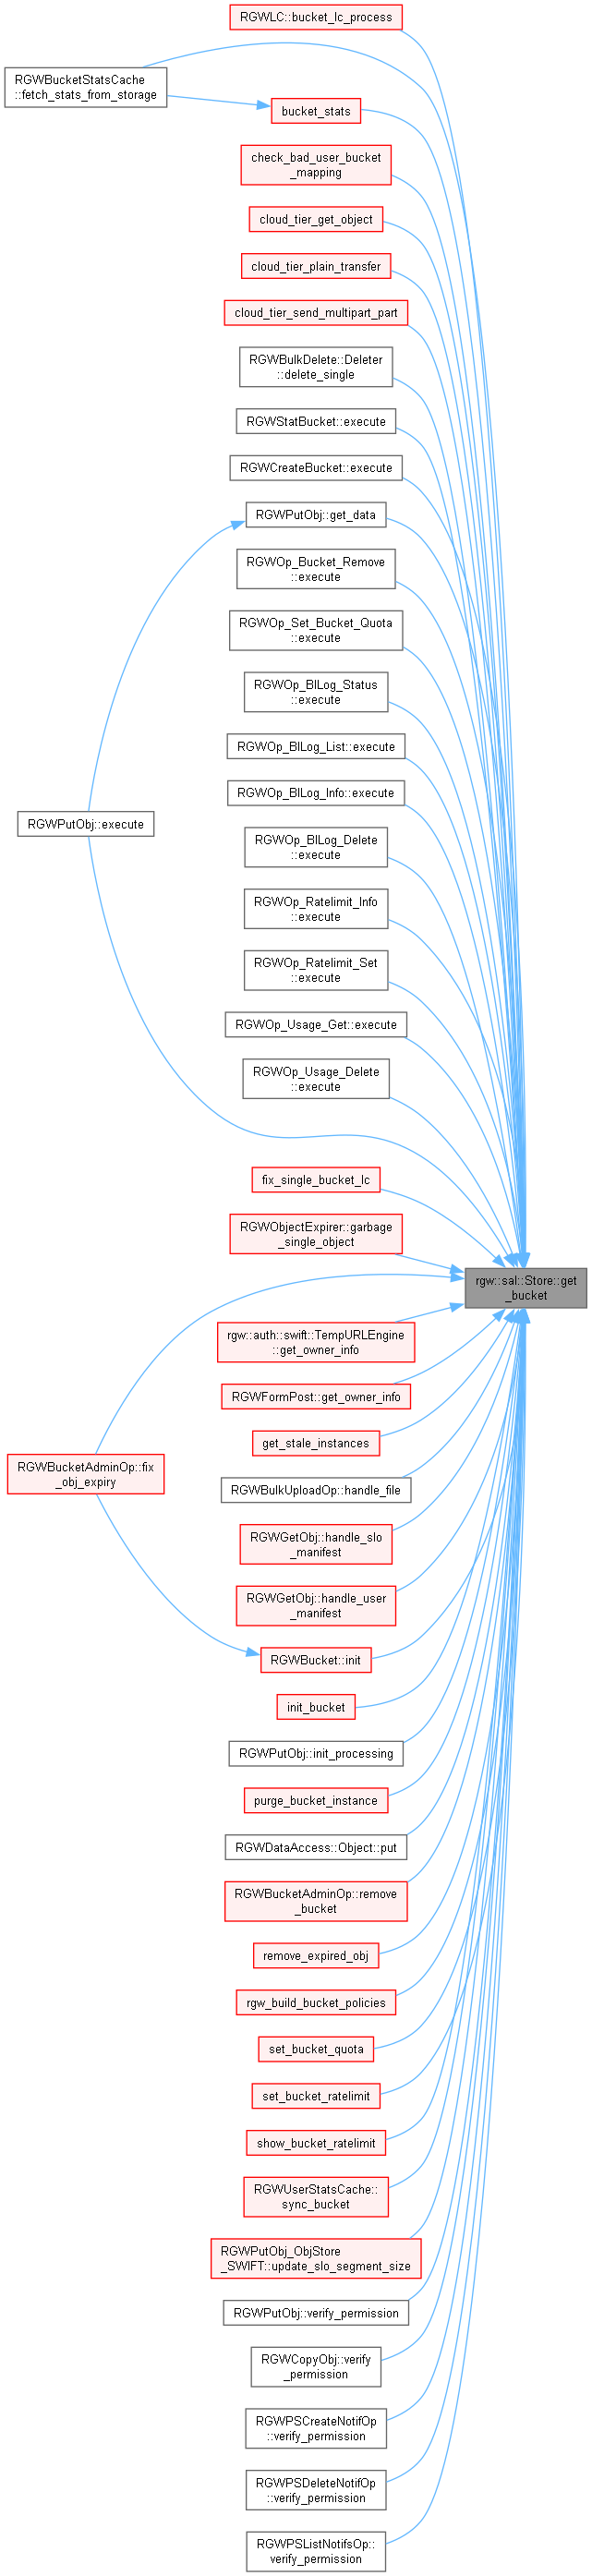 RGWLC::bucket_lc_process
RGWBucketStatsCache
::fetch_stats_from_storage
bucket_stats
check_bad_user_bucket
_mapping
cloud_tier_get_object
cloud_tier_plain_transfer
cloud_tier_send_multipart_part
RGWBulkDelete::Deleter
::delete_single
RGWStatBucket::execute
RGWCreateBucket::execute
RGWPutObj::get_data
RGWOp_Bucket_Remove
::execute
RGWOp_Set_Bucket_Quota
::execute
RGWOp_BILog_Status
::execute
RGWOp_BILog_List::execute
RGWOp_BILog_Info::execute
RGWPutObj::execute
RGWOp_BILog_Delete
::execute
RGWOp_Ratelimit_Info
::execute
RGWOp_Ratelimit_Set
::execute
RGWOp_Usage_Get::execute
RGWOp_Usage_Delete
::execute
fix_single_bucket_lc
RGWObjectExpirer::garbage
_single_object
rgw::sal::Store::get
_bucket
rgw::auth::swift::TempURLEngine
::get_owner_info
RGWFormPost::get_owner_info
get_stale_instances
RGWBucketAdminOp::fix
_obj_expiry
RGWBulkUploadOp::handle_file
RGWGetObj::handle_slo
_manifest
RGWGetObj::handle_user
_manifest
RGWBucket::init
init_bucket
RGWPutObj::init_processing
purge_bucket_instance
RGWDataAccess::Object::put
RGWBucketAdminOp::remove
_bucket
remove_expired_obj
rgw_build_bucket_policies
set_bucket_quota
set_bucket_ratelimit
show_bucket_ratelimit
RGWUserStatsCache::
sync_bucket
RGWPutObj_ObjStore
_SWIFT::update_slo_segment_size
RGWPutObj::verify_permission
RGWCopyObj::verify
_permission
RGWPSCreateNotifOp
::verify_permission
RGWPSDeleteNotifOp
::verify_permission
RGWPSListNotifsOp::
verify_permission